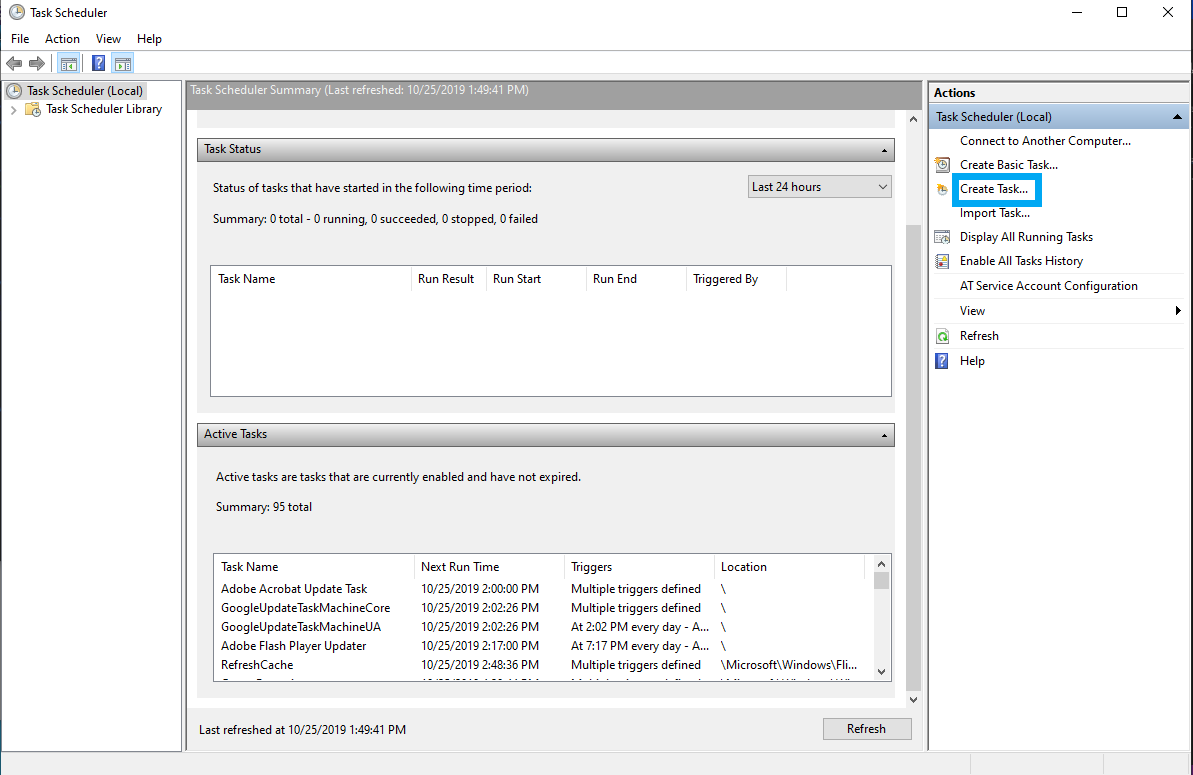 Task Scheduler
File Action View Help
Task Scheduler (Local)
Task Scheduler Library
Task Scheduler Summary (Last refreshed: 10/25/2019 1:49:41 PM)
Task Status
Status of tasks that have started in the following time period:
Last 24 hours
Summary: 0 total - 0 running, 0 succeeded, 0 stopped, 0 failed
Task Name Run Result Run Start Run End Triggered By
Active Tasks
Active tasks are tasks that are currently enabled and have not expired.
Summary: 95 total
Task Name Next Run Time Triggers Location
Adobe Acrobat Update Task 10/25/2019 2:00:00 PM Multiple triggers defined \
GoogleUpdateTaskMachineCore 10/25/2019 2:02:26 PM Multiple triggers defined \
GoogleUpdateTaskMachineUA 10/25/2019 2:02:26 PM At 2:02 PM every day - A... \
Adobe Flash Player Updater 10/25/2019 2:17:00 PM At 7:17 PM every day - A... \
RefreshCache 10/25/2019 2:48:36 PM Multiple triggers defined \Microsoft\Windows\Fli...
Last refreshed at 10/25/2019 1:49:41 PM
Refresh
Actions
Task Scheduler (Local)
Connect to Another Computer...
Create Basic Task...
Create Task...
Import Task...
Display All Running Tasks
Enable All Tasks History
AT Service Account Configuration
View
Refresh
Help